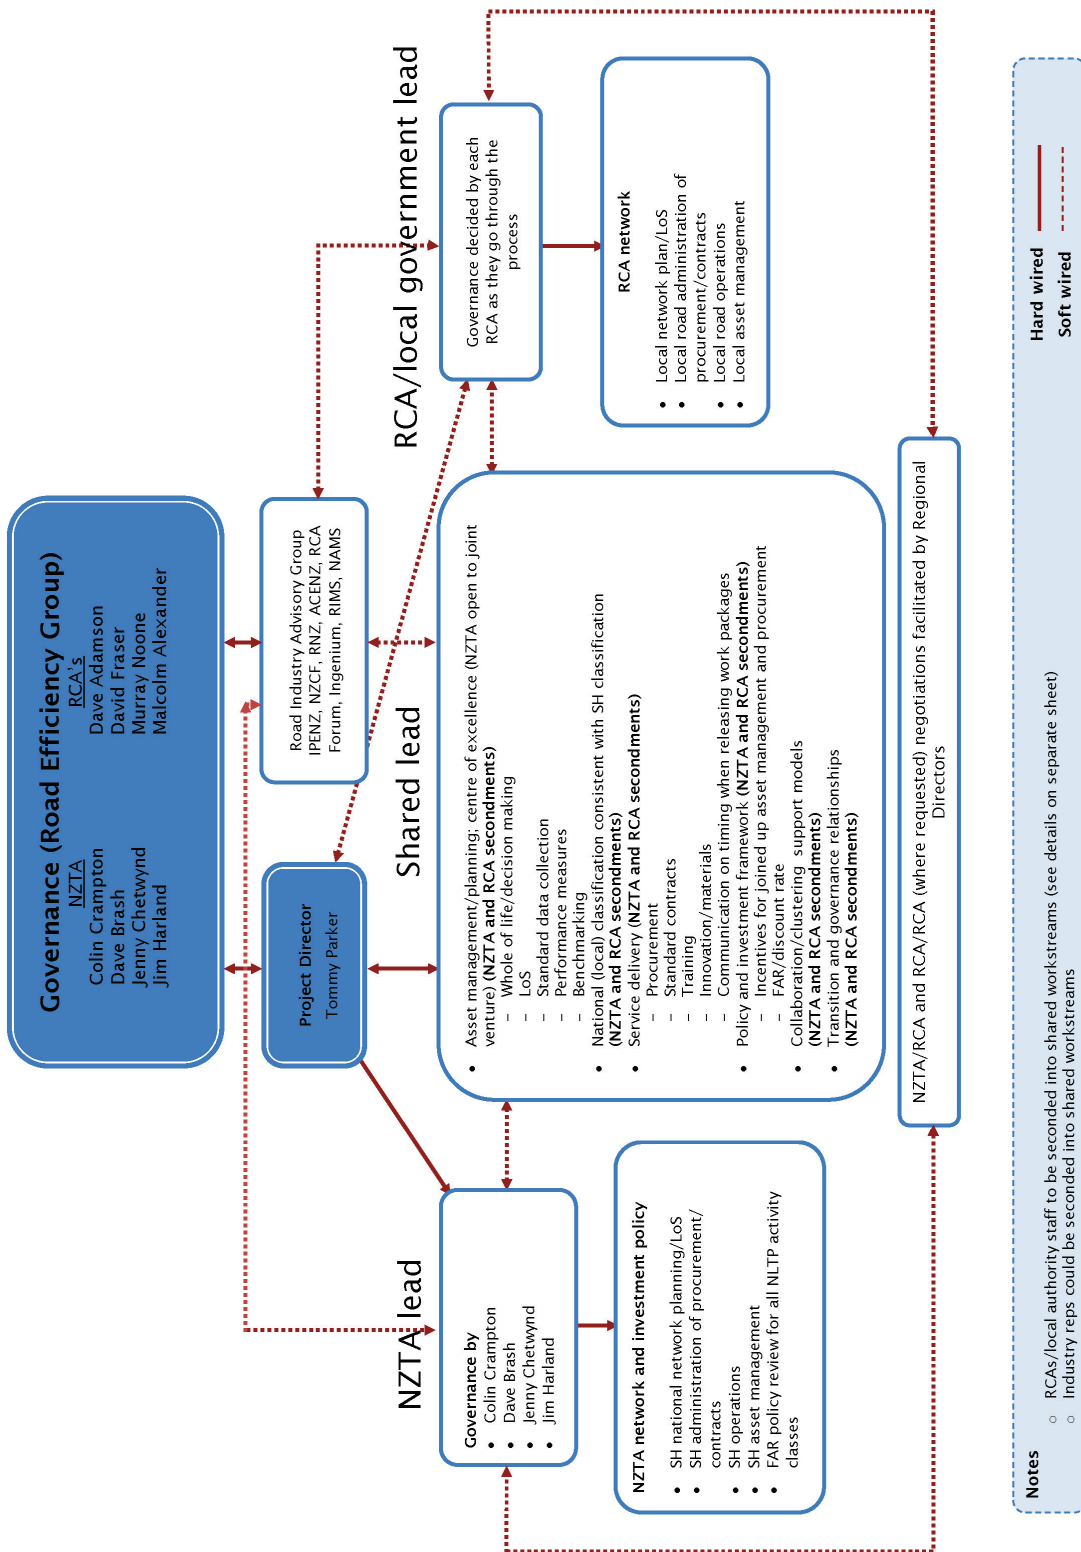 Governance (Road Efficiency Group)
NZTA
Colin Crampton
Dave Brash
Jenny Chetwynd
Jim Harland
RCA's
Dave Adamson
David Fraser
Murray Noone
Malcolm Alexander
Project Director
Tommy Parker
Road Industry Advisory Group
IPENZ, NZCF, RNZ, ACENZ, RCA
Forum, Ingenium, RIMS, NAMS
NZTA lead
Shared lead
RCA/local government lead
Governance by
• Colin Crampton
• Dave Brash
• Jenny Chetwynd
• Jim Harland
NZTA network and investment policy
• SH national network planning/LoS
• SH administration of procurement/
contracts
• SH operations
• SH asset management
• FAR policy review for all NLTP activity
classes
• Asset management/planning; centre of excellence (NZTA open to joint
venture) (NZTA and RCA secondments)
– Whole of life/decision making
– LoS
– Standard data collection
– Performance measures
– Benchmarking
• National (local) classification consistent with SH classification
(NZTA and RCA secondments)
• Service delivery (NZTA and RCA secondments)
– Procurement
– Standard contracts
– Training
– Innovation/materials
– Communication on timing when releasing work packages
• Policy and investment framework (NZTA and RCA secondments)
– Incentives for joined up asset management and procurement
– FAR/discount rate
• Collaboration/clustering support models
(NZTA and RCA secondments)
• Transition and governance relationships
(NZTA and RCA secondments)
Governance decided by each
RCA as they go through the
process
RCA network
• Local network plan/LoS
• Local road administration of
procurement/contracts
• Local road operations
• Local asset management
NZTA/RCA and RCA/RCA (where requested) negotiations facilitated by Regional
Directors
Notes
○ RCAs/local authority staff to be seconded into shared workstreams (see details on separate sheet)
○ Industry reps could be seconded into shared workstreams
Hard wired
Soft wired